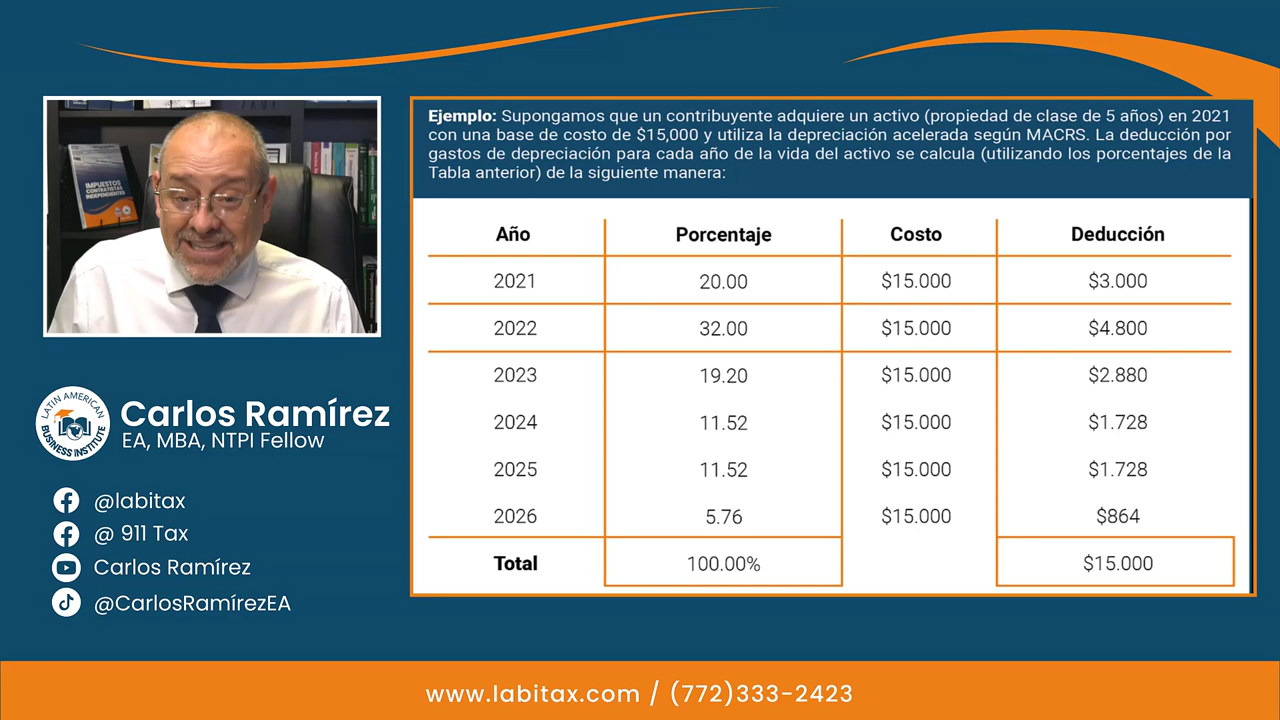 Ejemplo: Supongamos que un contribuyente adquiere un activo (propiedad de clase de 5 años) en 2021
con una base de costo de $15,000 y utiliza la depreciación acelerada según MACRS. La deducción por
gastos de depreciación para cada año de la vida del activo se calcula (utilizando los porcentajes de la
Tabla anterior) de la siguiente manera:
Año Porcentaje Costo Deducción
2021 20.00 $15.000 $3.000
2022 32.00 $15.000 $4.800
2023 19.20 $15.000 $2.880
2024 11.52 $15.000 $1.728
2025 11.52 $15.000 $1.728
2026 5.76 $15.000 $864
Total 100.00% $15.000
IMPUESTOS
CONTRATISTAS
INDEPENDIENTES
LATIN AMERICAN
BUSINESS INSTITUTE
Carlos Ramírez
EA, MBA, NTPI Fellow
@labitax
@ 911 Tax
Carlos Ramírez
@CarlosRamírezEA
www.labitax.com / (772)333-2423